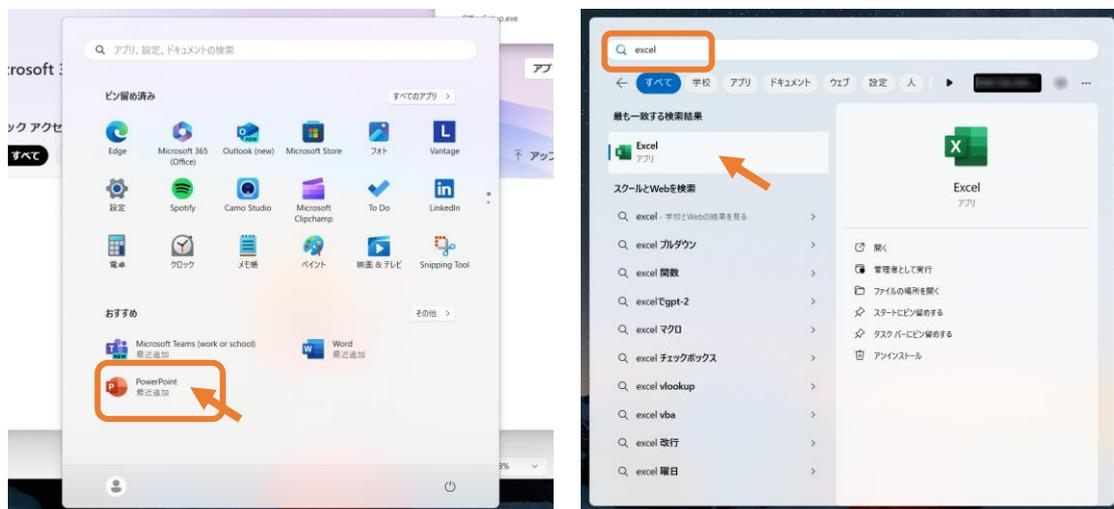 アプリ、設定、ドキュメントの検索
crosoft
アプ
ピン留め済み
すべてのアプリ >
ック アクセ
すべて
アップ
Edge
Microsoft 365 (Office)
Outlook (new)
Microsoft Store
フォト
Vantage
設定
Spotify
Camo Studio
Microsoft Clipchamp
To Do
LinkedIn
電卓
クロック
メモ帳
ペイント
映画 & テレビ
Snipping Tool
おすすめ
その他 >
Microsoft Teams (work or school)
最近追加
Word
最近追加
PowerPoint
最近追加
excel
すべて
学校
アプリ
ドキュメント
ウェブ
設定
人
最も一致する検索結果
Excel
アプリ
スクールとWebを検索
excel - 学校とWebの結果を見る
excel プルダウン
excel 関数
excelでgpt-2
excel マクロ
excel チェックボックス
excel vlookup
excel vba
excel 改行
excel 曜日
Excel
アプリ
開く
管理者として実行
ファイルの場所を開く
スタートにピン留めする
タスク バーにピン留めする
アンインストール